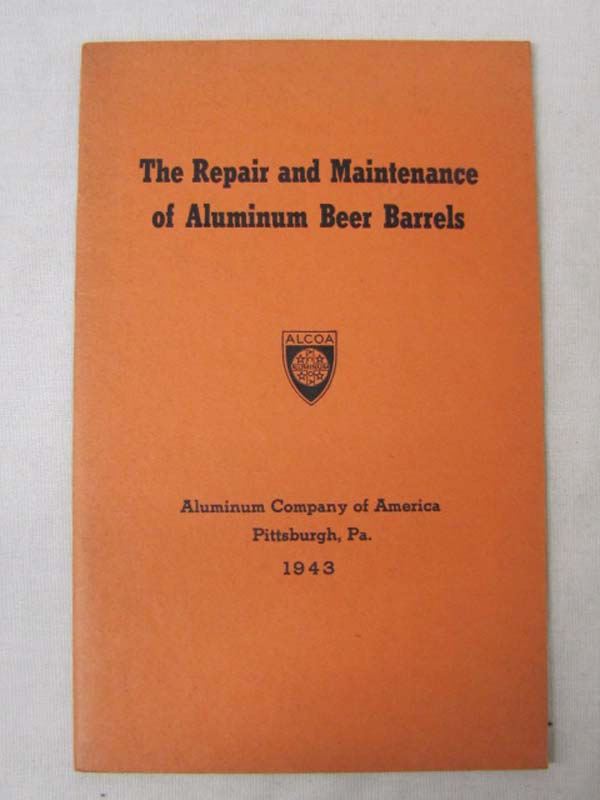 The Repair and Maintenance
of Aluminum Beer Barrels
ALCOA
Aluminum Company of America
Pittsburgh, Pa.
1943